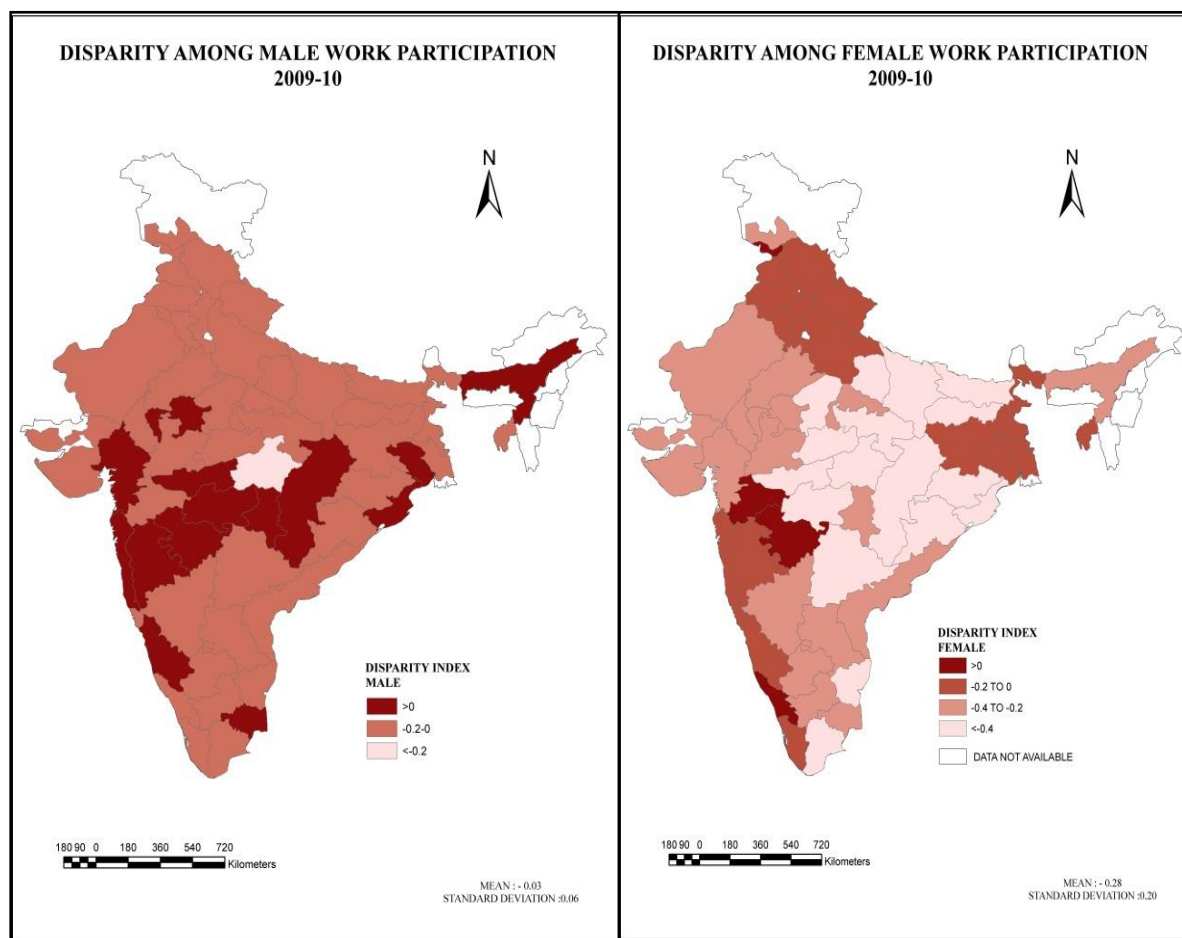 DISPARITY AMONG MALE WORK PARTICIPATION
2009-10
N
DISPARITY INDEX
MALE
>0
-0.2-0
<-0.2
180 90 0 180 360 540 720
Kilometers
MEAN : - 0.03
STANDARD DEVIATION :0.06
DISPARITY AMONG FEMALE WORK PARTICIPATION
2009-10
N
DISPARITY INDEX
FEMALE
>0
-0.2 TO 0
-0.4 TO -0.2
<-0.4
DATA NOT AVAILABLE
180 90 0 180 360 540 720
Kilometers
MEAN : - 0.28
STANDARD DEVIATION :0.20